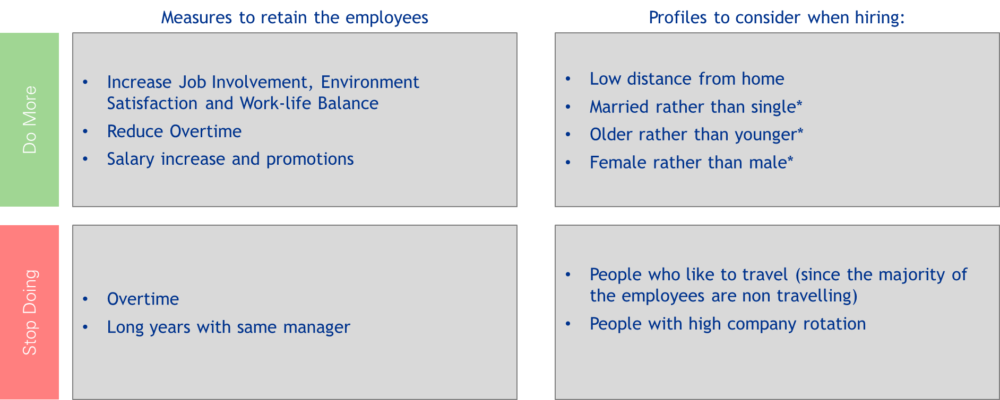 Measures to retain the employees
Profiles to consider when hiring:
Do More
• Increase Job Involvement, Environment
Satisfaction and Work-life Balance
• Reduce Overtime
• Salary increase and promotions
• Low distance from home
• Married rather than single*
• Older rather than younger*
• Female rather than male*
Stop Doing
• Overtime
• Long years with same manager
• People who like to travel (since the majority of
the employees are non travelling)
• People with high company rotation